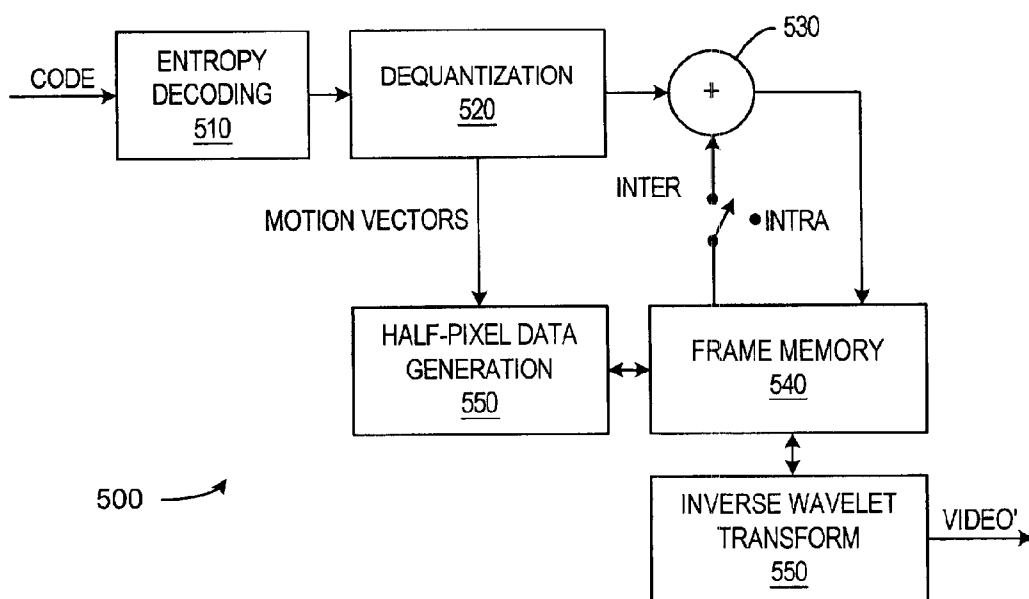 530
CODE
ENTROPY
DECODING
510
DEQUANTIZATION
520
+
INTER
INTRA
MOTION VECTORS
HALF-PIXEL DATA
GENERATION
550
FRAME MEMORY
540
500
INVERSE WAVELET
TRANSFORM
550
VIDEO'